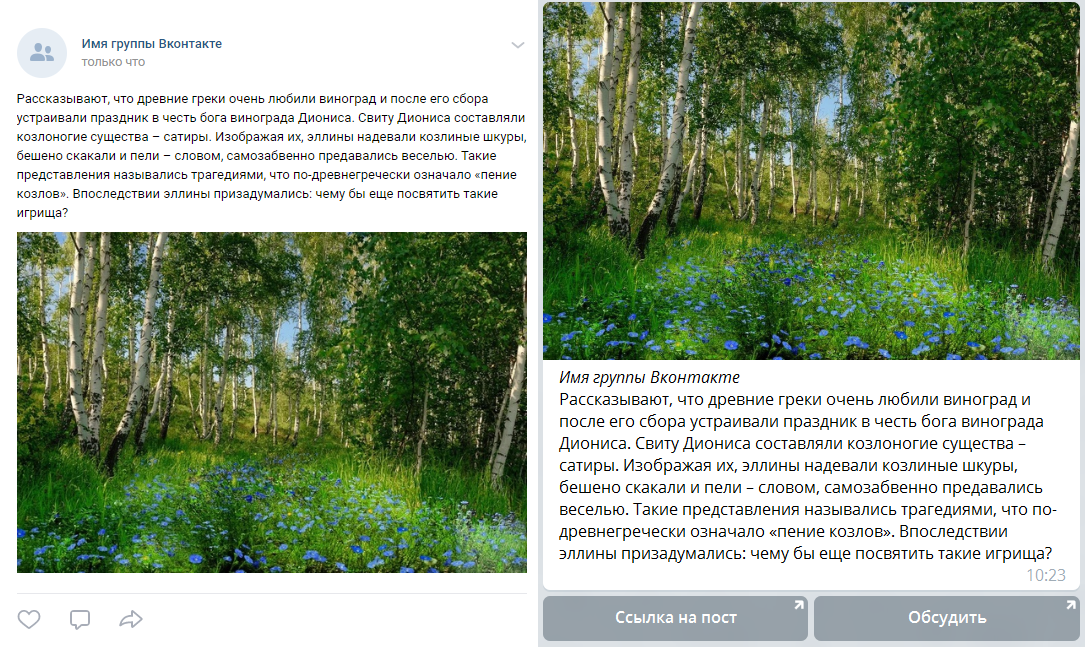 Имя группы Вконтакте
только что
Рассказывают, что древние греки очень любили виноград и после его сбора
устраивали праздник в честь бога винограда Диониса. Свиту Диониса составляли
козлоногие существа – сатиры. Изображая их, эллины надевали козлиные шкуры,
бешено скакали и пели – словом, самозабвенно предавались веселью. Такие
представления назывались трагедиями, что по-древнегречески означало «пение
козлов». Впоследствии эллины призадумались: чему бы еще посвятить такие
игрища?
Имя группы Вконтакте
Рассказывают, что древние греки очень любили виноград и
после его сбора устраивали праздник в честь бога винограда
Диониса. Свиту Диониса составляли козлоногие существа –
сатиры. Изображая их, эллины надевали козлиные шкуры,
бешено скакали и пели – словом, самозабвенно предавались
веселью. Такие представления назывались трагедиями, что по-
древнегречески означало «пение козлов». Впоследствии
эллины призадумались: чему бы еще посвятить такие игрища?
10:23
Ссылка на пост
Обсудить